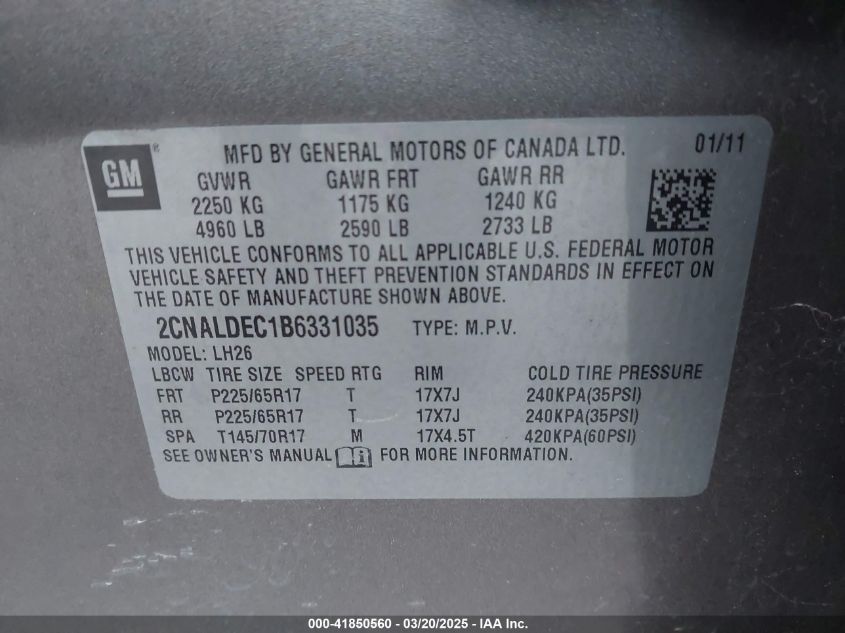 GM ® MFD BY GENERAL MOTORS OF CANADA LTD. 01/11
GVWR GAWR FRT GAWR RR
2250 KG 1175 KG 1240 KG
4960 LB 2590 LB 2733 LB
THIS VEHICLE CONFORMS TO ALL APPLICABLE U.S. FEDERAL MOTOR
VEHICLE SAFETY AND THEFT PREVENTION STANDARDS IN EFFECT ON
THE DATE OF MANUFACTURE SHOWN ABOVE.
2CNALDEC1B6331035 TYPE: M.P.V.
MODEL: LH26
LBCW TIRE SIZE SPEED RTG RIM COLD TIRE PRESSURE
FRT P225/65R17 T 17X7J 240KPA(35PSI)
RR P225/65R17 T 17X7J 240KPA(35PSI)
SPA T145/70R17 M 17X4.5T 420KPA(60PSI)
SEE OWNER'S MANUAL FOR MORE INFORMATION.
000-41850560 - 03/20/2025 - IAA Inc.